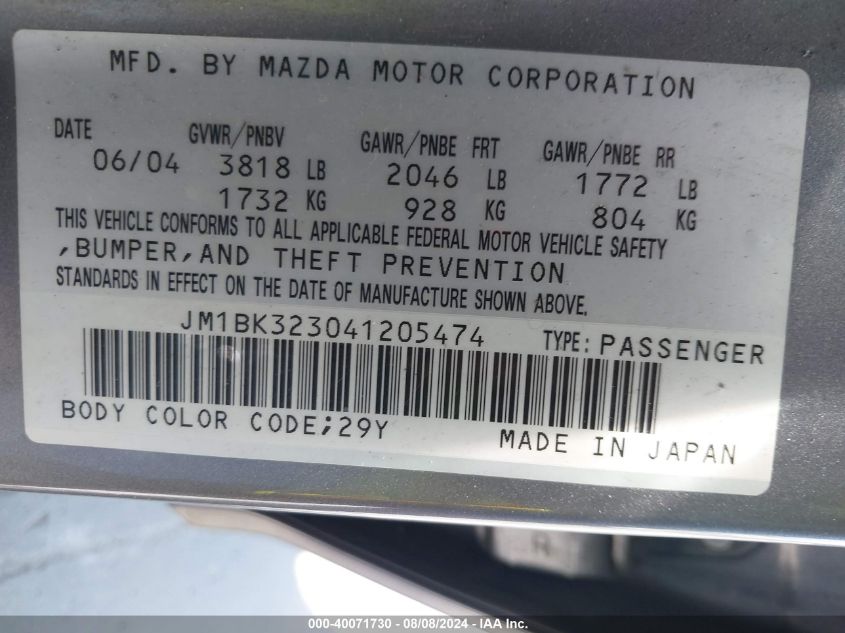 MFD. BY MAZDA MOTOR CORPORATION
DATE GVWR/PNBV GAWR/PNBE FRT GAWR/PNBE RR
06/04 3818 LB 2046 LB 1772 LB
1732 KG 928 KG 804 KG
THIS VEHICLE CONFORMS TO ALL APPLICABLE FEDERAL MOTOR VEHICLE SAFETY
,BUMPER,AND THEFT PREVENTION
STANDARDS IN EFFECT ON THE DATE OF MANUFACTURE SHOWN ABOVE.
JM1BK323041205474 TYPE: PASSENGER
BODY COLOR CODE;29Y MADE IN JAPAN
000-40071730 - 08/08/2024 - IAA Inc.